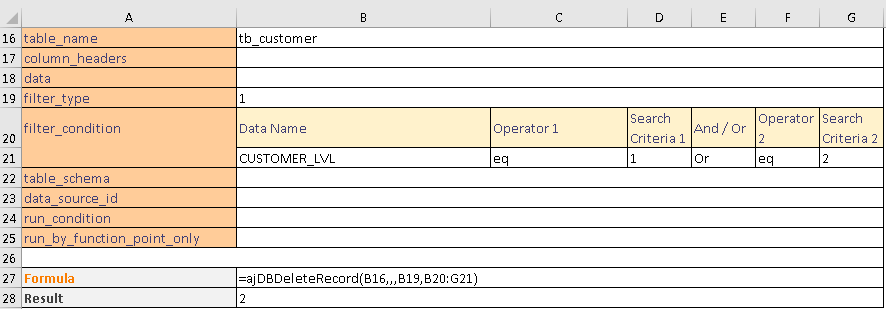 A B C D E F G
16 table_name tb_customer
17 column_headers
18 data
19 filter_type 1
20 filter_condition Data Name Operator 1 Search Criteria 1 And / Or Operator 2 Search Criteria 2
21 CUSTOMER_LVL eq 1 Or eq 2
22 table_schema
23 data_source_id
24 run_condition
25 run_by_function_point_only
26
27 Formula =ajDBDeleteRecord(B16,,,B19,B20:G21)
28 Result 2